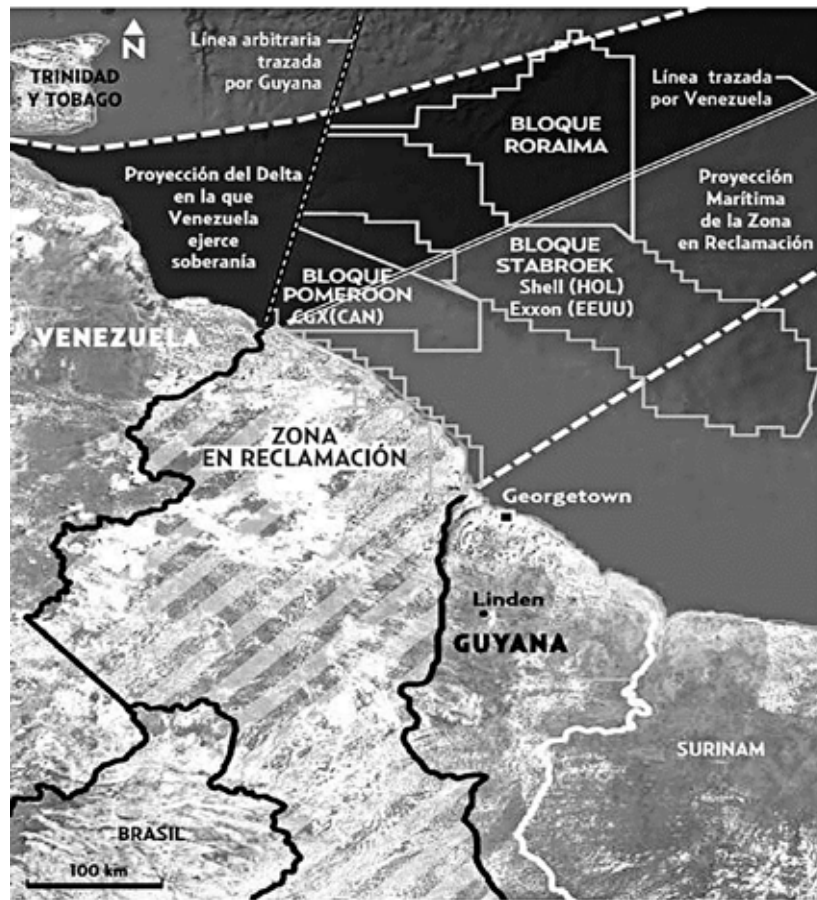 N
TRINIDAD
Y TOBAGO
Línea arbitraria
trazada
por Guyana
Línea trazada
por Venezuela
BLOQUE
RORAIMA
Proyección del Delta
en la que
Venezuela
ejerce
soberanía
Proyección
Marítima
de la Zona
en Reclamación
BLOQUE
POMEROON
CGX(CAN)
BLOQUE
STABROEK
Shell (HOL)
Exxon (EEUU)
VENEZUELA
ZONA
EN RECLAMACIÓN
Georgetown
Linden
GUYANA
SURINAM
BRASIL
100 km